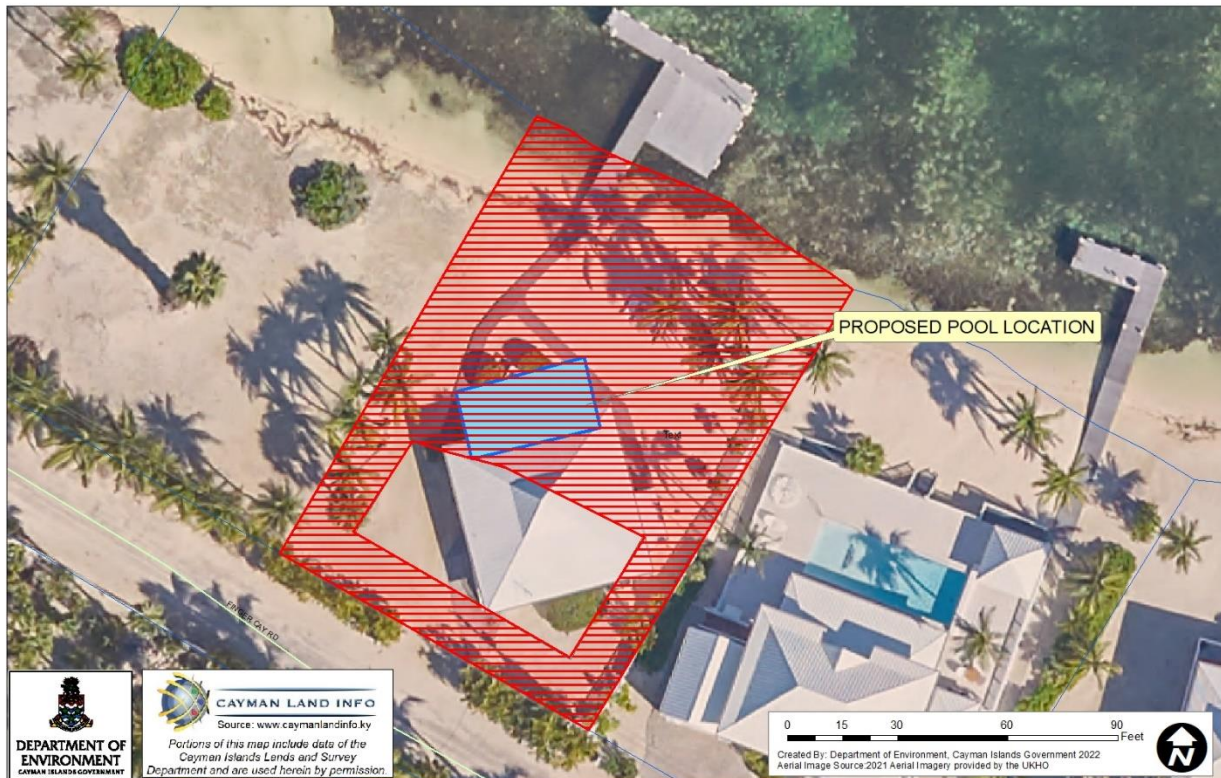 PROPOSED POOL LOCATION
FINGER CAY RD
DEPARTMENT OF
ENVIRONMENT
CAYMAN ISLANDS GOVERNMENT
CAYMAN LAND INFO
Source: www.caymanlandinfo.ky
Portions of this map include data of the
Cayman Islands Lands and Survey
Department and are used herein by permission.
0 15 30 60 90
Feet
Created By: Department of Environment, Cayman Islands Government 2022
Aerial Image Source:2021 Aerial Imagery provided by the UKHO
N